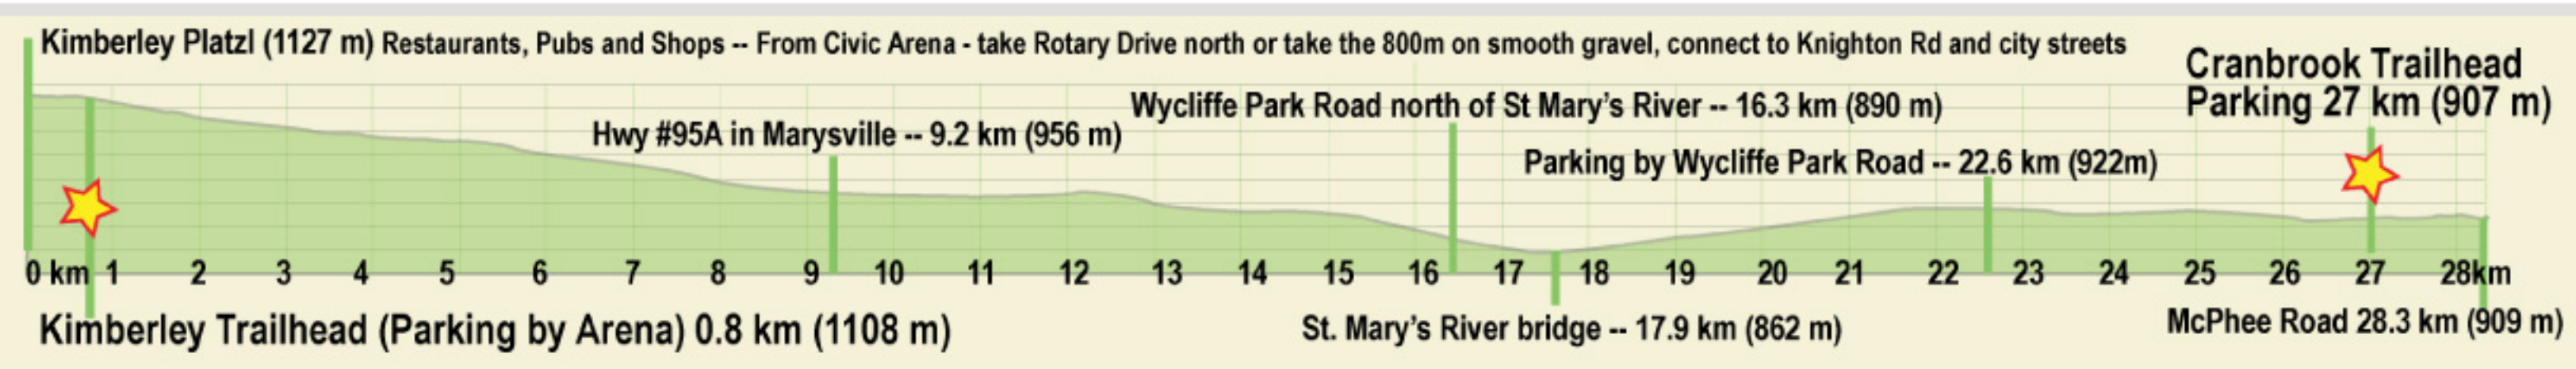 Kimberley Platzl (1127 m) Restaurants, Pubs and Shops -- From Civic Arena - take Rotary Drive north or take the 800m on smooth gravel, connect to Knighton Rd and city streets
Cranbrook Trailhead
Parking 27 km (907 m)
Wycliffe Park Road north of St Mary's River -- 16.3 km (890 m)
Hwy #95A in Marysville -- 9.2 km (956 m)
Parking by Wycliffe Park Road -- 22.6 km (922m)
0 km 1 2 3 4 5 6 7 8 9 10 11 12 13 14 15 16 17 18 19 20 21 22 23 24 25 26 27 28km
Kimberley Trailhead (Parking by Arena) 0.8 km (1108 m)
St. Mary's River bridge -- 17.9 km (862 m)
McPhee Road 28.3 km (909 m)